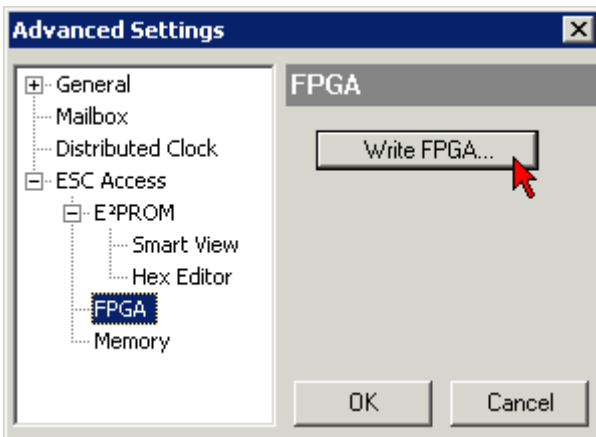 Advanced Settings
General
Mailbox
Distributed Clock
ESC Access
E²PROM
Smart View
Hex Editor
FPGA
Memory
FPGA
Write FPGA...
OK
Cancel